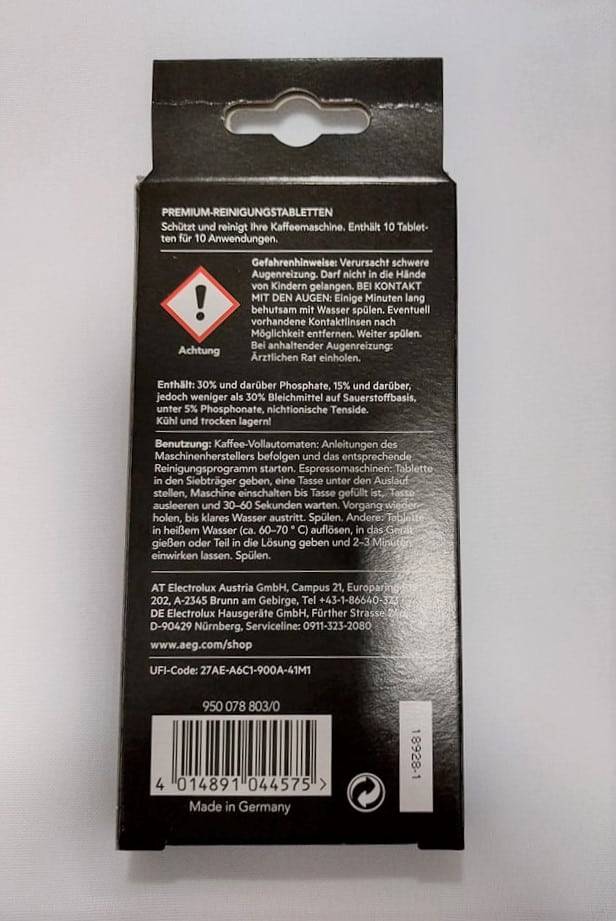 PREMIUM-REINIGUNGSTABLETTEN
Schützt und reinigt Ihre Kaffeemaschine. Enthält 10 Tablet-
ten für 10 Anwendungen.
Gefahrenhinweise: Verursacht schwere
Augenreizung. Darf nicht in die Hände
von Kindern gelangen. BEI KONTAKT
MIT DEN AUGEN: Einige Minuten lang
behutsam mit Wasser spülen. Eventuell
vorhandene Kontaktlinsen nach
Möglichkeit entfernen. Weiter spülen.
Bei anhaltender Augenreizung:
Ärztlichen Rat einholen.
Achtung
Enthält: 30% und darüber Phosphate, 15% und darüber,
jedoch weniger als 30% Bleichmittel auf Sauerstoffbasis,
unter 5% Phosphonate, nichtionische Tenside.
Kühl und trocken lagern!
Benutzung: Kaffee-Vollautomaten: Anleitungen des
Maschinenherstellers befolgen und das entsprechende
Reinigungsprogramm starten. Espressomaschinen: Tablette
in den Siebträger geben, eine Tasse unter den Auslauf
stellen, Maschine einschalten bis Tasse gefüllt ist, Tasse
ausleeren und 30–60 Sekunden warten. Vorgang wieder-
holen, bis klares Wasser austritt. Spülen. Andere: Tablette
in heißem Wasser (ca. 60–70 ° C) auflösen, in das Gerät
gießen oder Teil in die Lösung geben und 2–3 Minuten
einwirken lassen. Spülen.
AT Electrolux Austria GmbH, Campus 21,
202, A-2345 Brunn am Gebirge, Tel
DE Electrolux Hausgeräte GmbH, Fürther Strasse
D-90429 Nürnberg, Serviceline: 0911-323-2080
www.aeg.com/shop
UFI-Code: 27AE-A6C1-900A-41M1
950 078 803/0
4 014891 044575 >
Made in Germany
18928-1